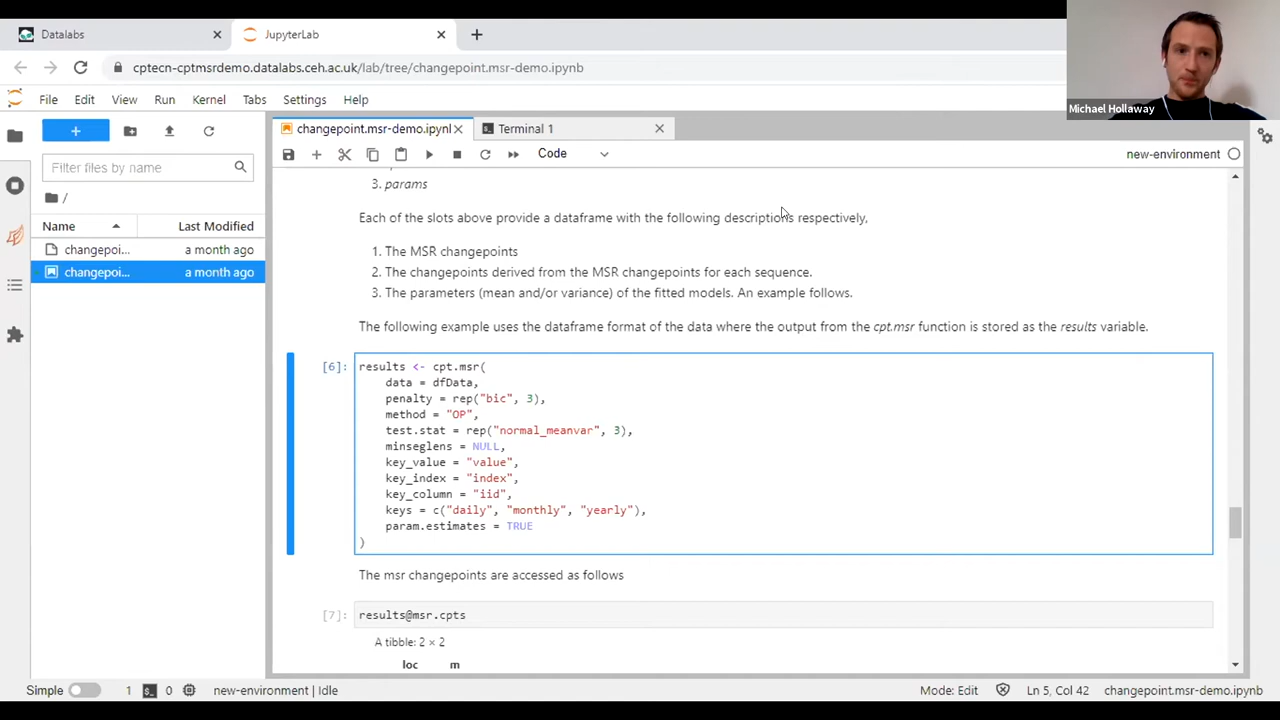 Datalabs
JupyterLab
cptecn-cptmsrdemo.datalabs.ceh.ac.uk/lab/tree/changepoint.msr-demo.ipynb
Michael Hollaway
File Edit View Run Kernel Tabs Settings Help
changepoint.msr-demo.ipynl
Terminal 1
Code
new-environment
Filter files by name
/
Name Last Modified
changepoi... a month ago
changepoi... a month ago
3. params
Each of the slots above provide a dataframe with the following descriptions respectively,
1. The MSR changepoints
2. The changepoints derived from the MSR changepoints for each sequence.
3. The parameters (mean and/or variance) of the fitted models. An example follows.
The following example uses the dataframe format of the data where the output from the cpt.msr function is stored as the results variable.
[6]: results <- cpt.msr(
data = dfData,
penalty = rep("bic", 3),
method = "OP",
test.stat = rep("normal_meanvar", 3),
minseglens = NULL,
key_value = "value",
key_index = "index",
key_column = "iid",
keys = c("daily", "monthly", "yearly"),
param.estimates = TRUE
)
The msr changepoints are accessed as follows
[7]: results@msr.cpts
A tibble: 2 × 2
loc m
Simple 1 0 new-environment | Idle Mode: Edit Ln 5, Col 42 changepoint.msr-demo.ipynb